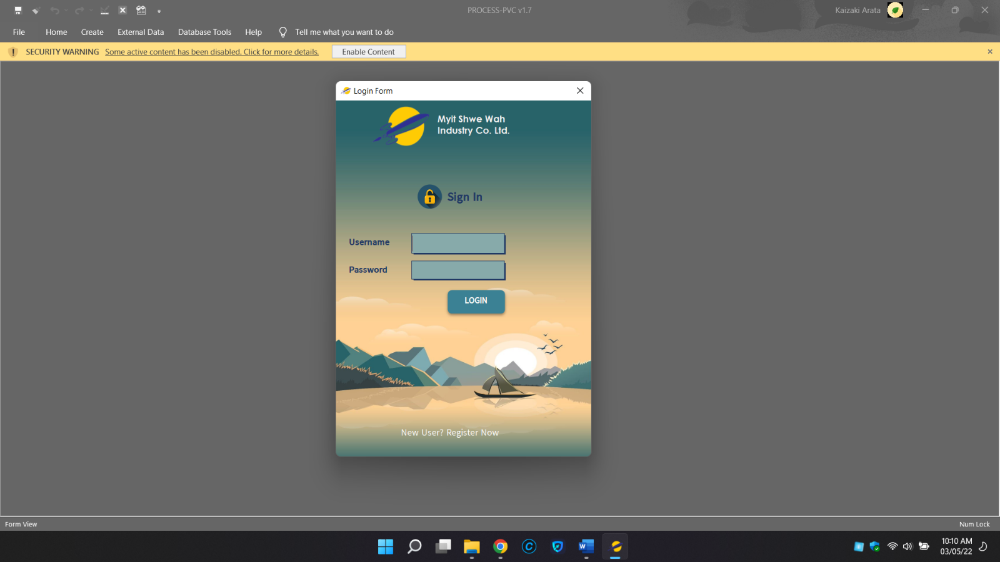 PROCESS-PVC v1.7
Kaizaki Arata
File Home Create External Data Database Tools Help Tell me what you want to do
SECURITY WARNING Some active content has been disabled. Click for more details. Enable Content
Login Form
Myit Shwe Wah
Industry Co. Ltd.
Sign In
Username
Password
LOGIN
New User? Register Now
Form View
Num Lock
10:10 AM
03/05/22